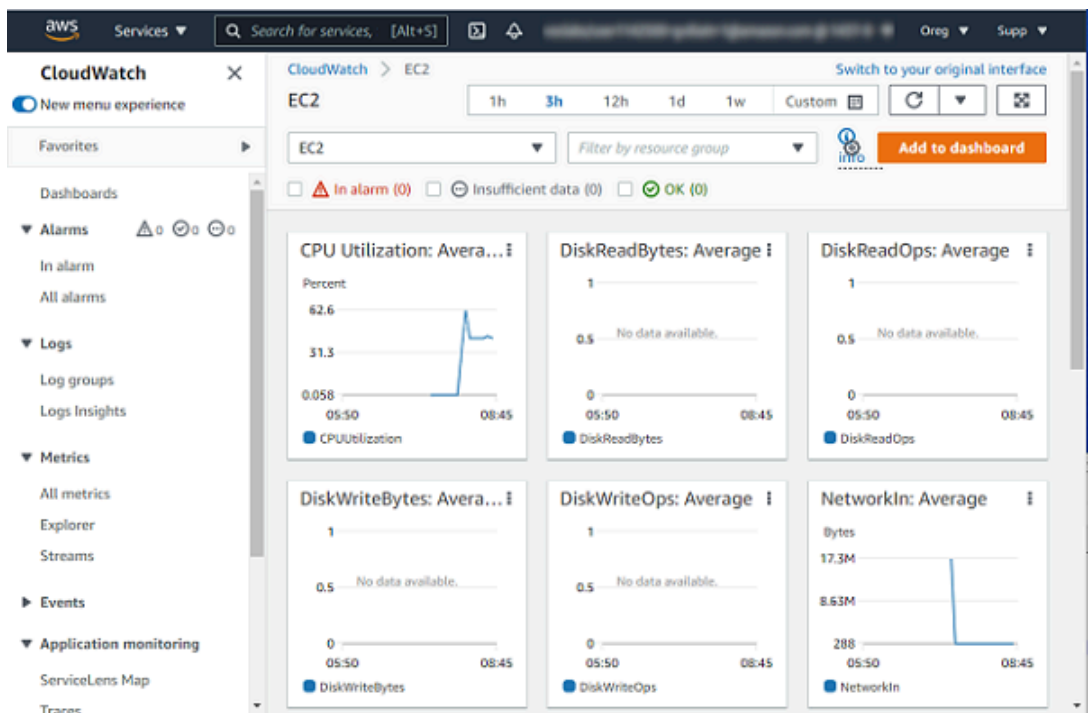 aws Services Search for services, [Alt+S] Oreg Supp
CloudWatch
New menu experience
Favorites
Dashboards
Alarms 0 0 0
In alarm
All alarms
Logs
Log groups
Logs Insights
Metrics
All metrics
Explorer
Streams
Events
Application monitoring
ServiceLens Map
Traces
CloudWatch > EC2 Switch to your original interface
EC2 1h 3h 12h 1d 1w Custom
EC2 Filter by resource group info Add to dashboard
In alarm (0) Insufficient data (0) OK (0)
CPU Utilization: Avera...
Percent
62.6
31.3
0.058
05:50 08:45
CPUUtilization
DiskReadBytes: Average
1
0.5 No data available.
0
05:50 08:45
DiskReadBytes
DiskReadOps: Average
1
0.5 No data available.
0
05:50 08:45
DiskReadOps
DiskWriteBytes: Avera...
1
0.5 No data available.
0
05:50 08:45
DiskWriteBytes
DiskWriteOps: Average
1
0.5 No data available.
0
05:50 08:45
DiskWriteOps
NetworkIn: Average
Bytes
17.3M
8.63M
288
05:50 08:45
NetworkIn